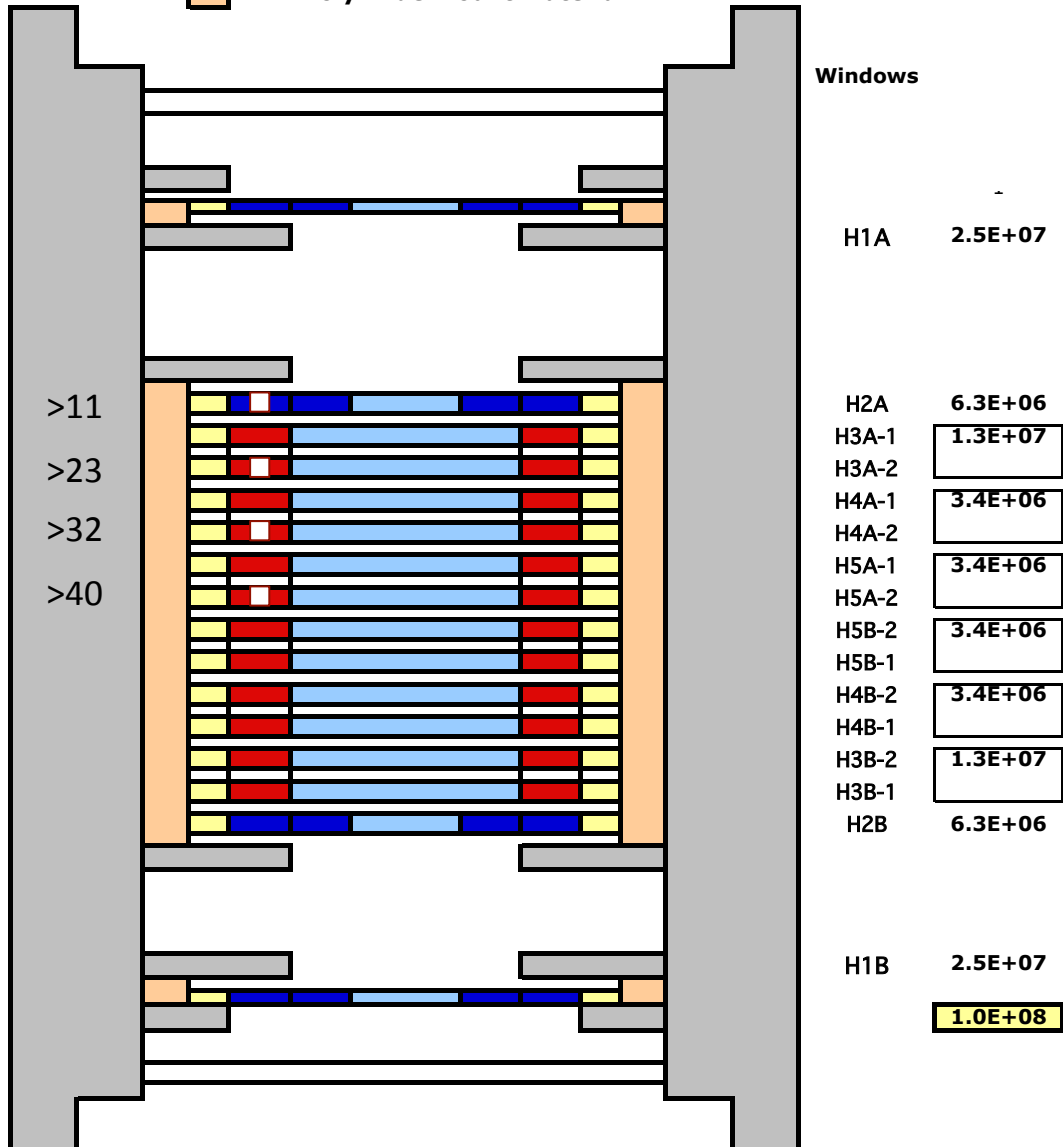 Windows
H1A 2.5E+07
>11 H2A 6.3E+06
H3A-1 1.3E+07
>23 H3A-2
H4A-1 3.4E+06
>32 H4A-2
H5A-1 3.4E+06
>40 H5A-2
H5B-2 3.4E+06
H5B-1
H4B-2 3.4E+06
H4B-1
H3B-2 1.3E+07
H3B-1
H2B 6.3E+06
H1B 2.5E+07
1.0E+08